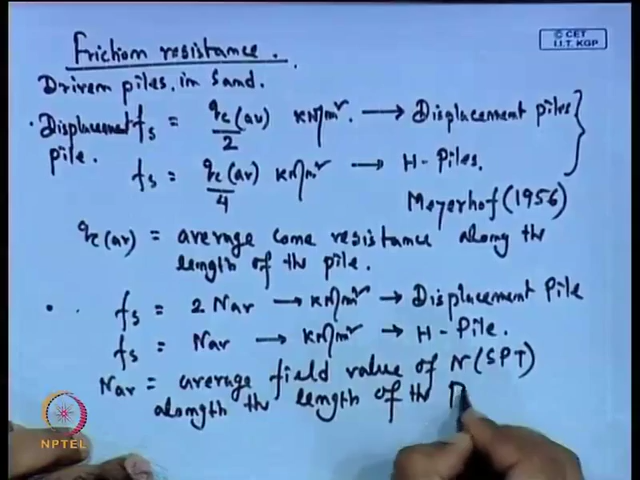 © CET
I.I.T. KGP
Friction resistance.
Driven piles in Sand.
Displacement pile. fs = qc(av)/2 kN/m² → Displacement piles
fs = qc(av)/4 kN/m² → H-Piles.
Meyerhof (1956)
qc(av) = average cone resistance along the
length of the pile.
fs = 2 Nav → kN/m² → Displacement Pile
fs = Nav → kN/m² → H-Pile.
Nav = average field value of N(SPT)
alongth the length of the
NPTEL